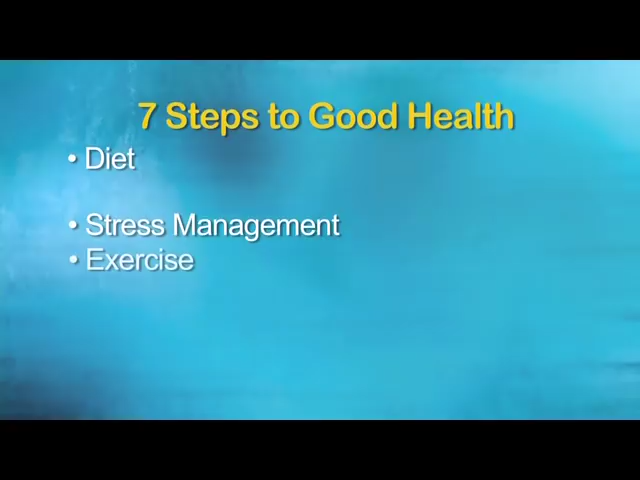 7 Steps to Good Health
• Diet
• Stress Management
• Exercise